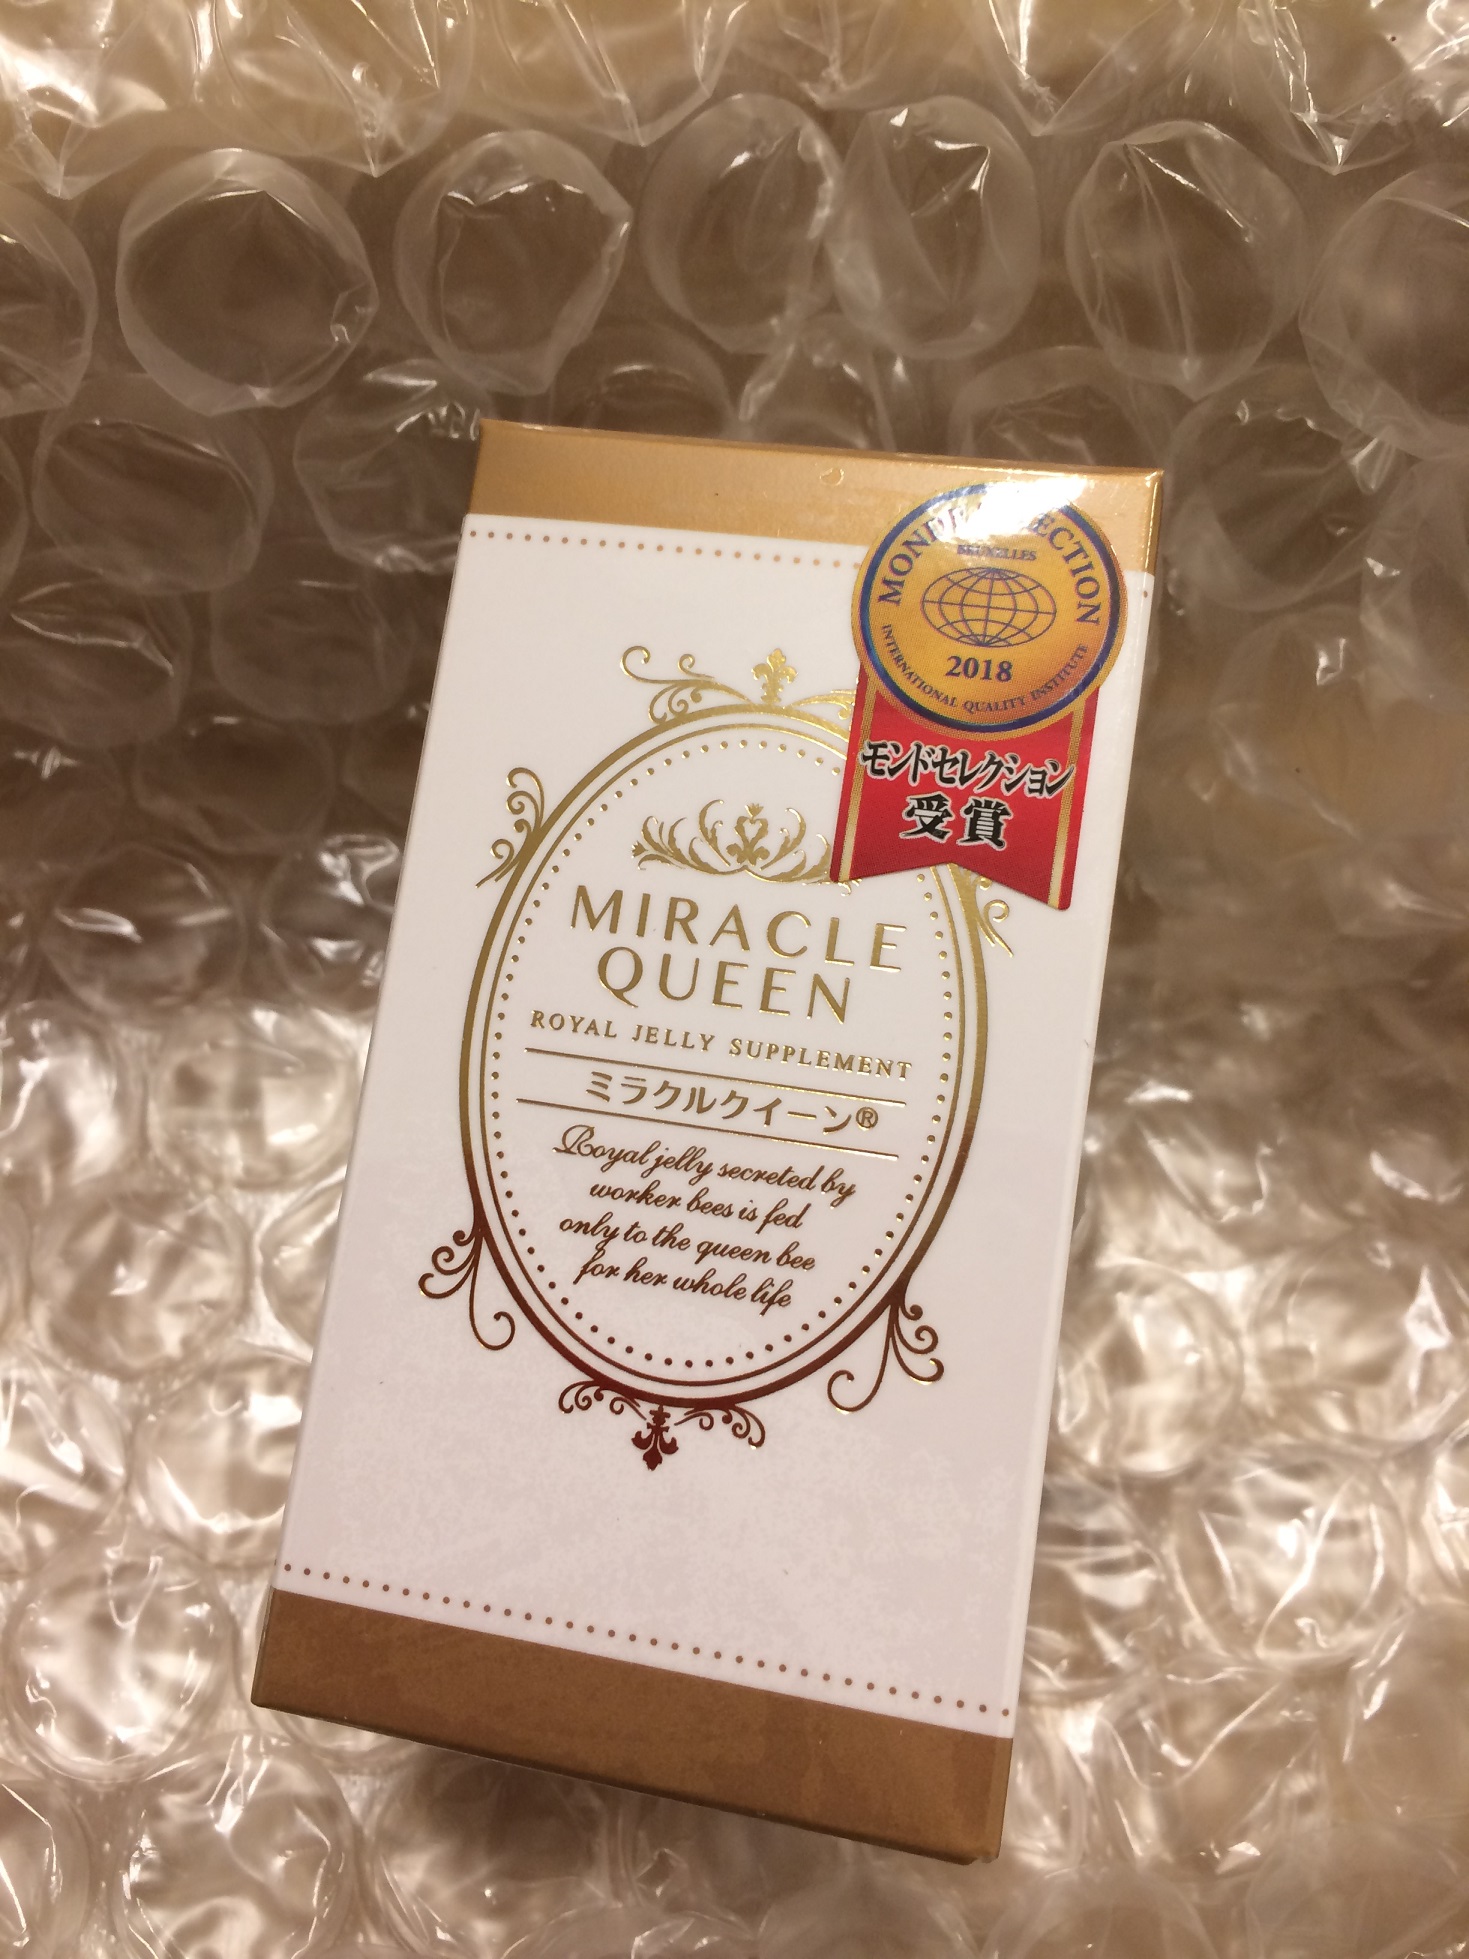 MONDE SELECTION
BRUXELLES
2018
INTERNATIONAL QUALITY INSTITUTE
モンドセレクション
受賞
MIRACLE
QUEEN
ROYAL JELLY SUPPLEMENT
ミラクルクイーン®
Royal jelly secreted by
worker bees is fed
only to the queen bee
for her whole life